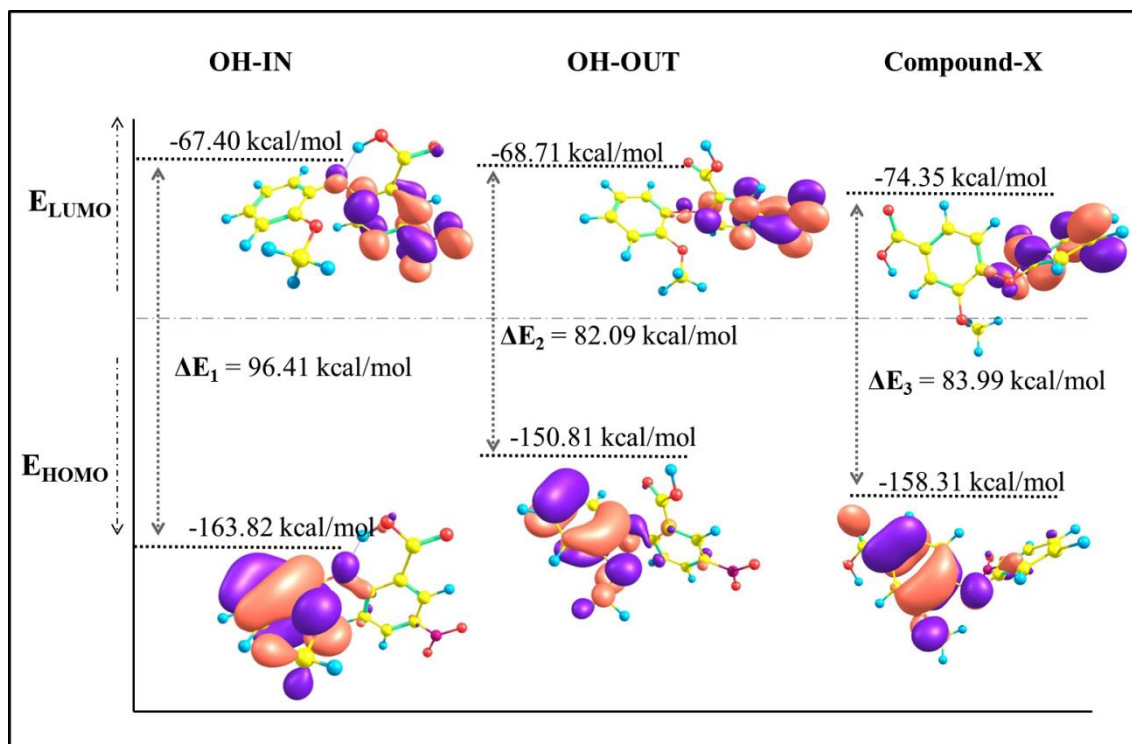 OH-IN OH-OUT Compound-X
-67.40 kcal/mol -68.71 kcal/mol -74.35 kcal/mol
E_LUMO
ΔE₁ = 96.41 kcal/mol ΔE₂ = 82.09 kcal/mol ΔE₃ = 83.99 kcal/mol
E_HOMO
-163.82 kcal/mol -150.81 kcal/mol -158.31 kcal/mol